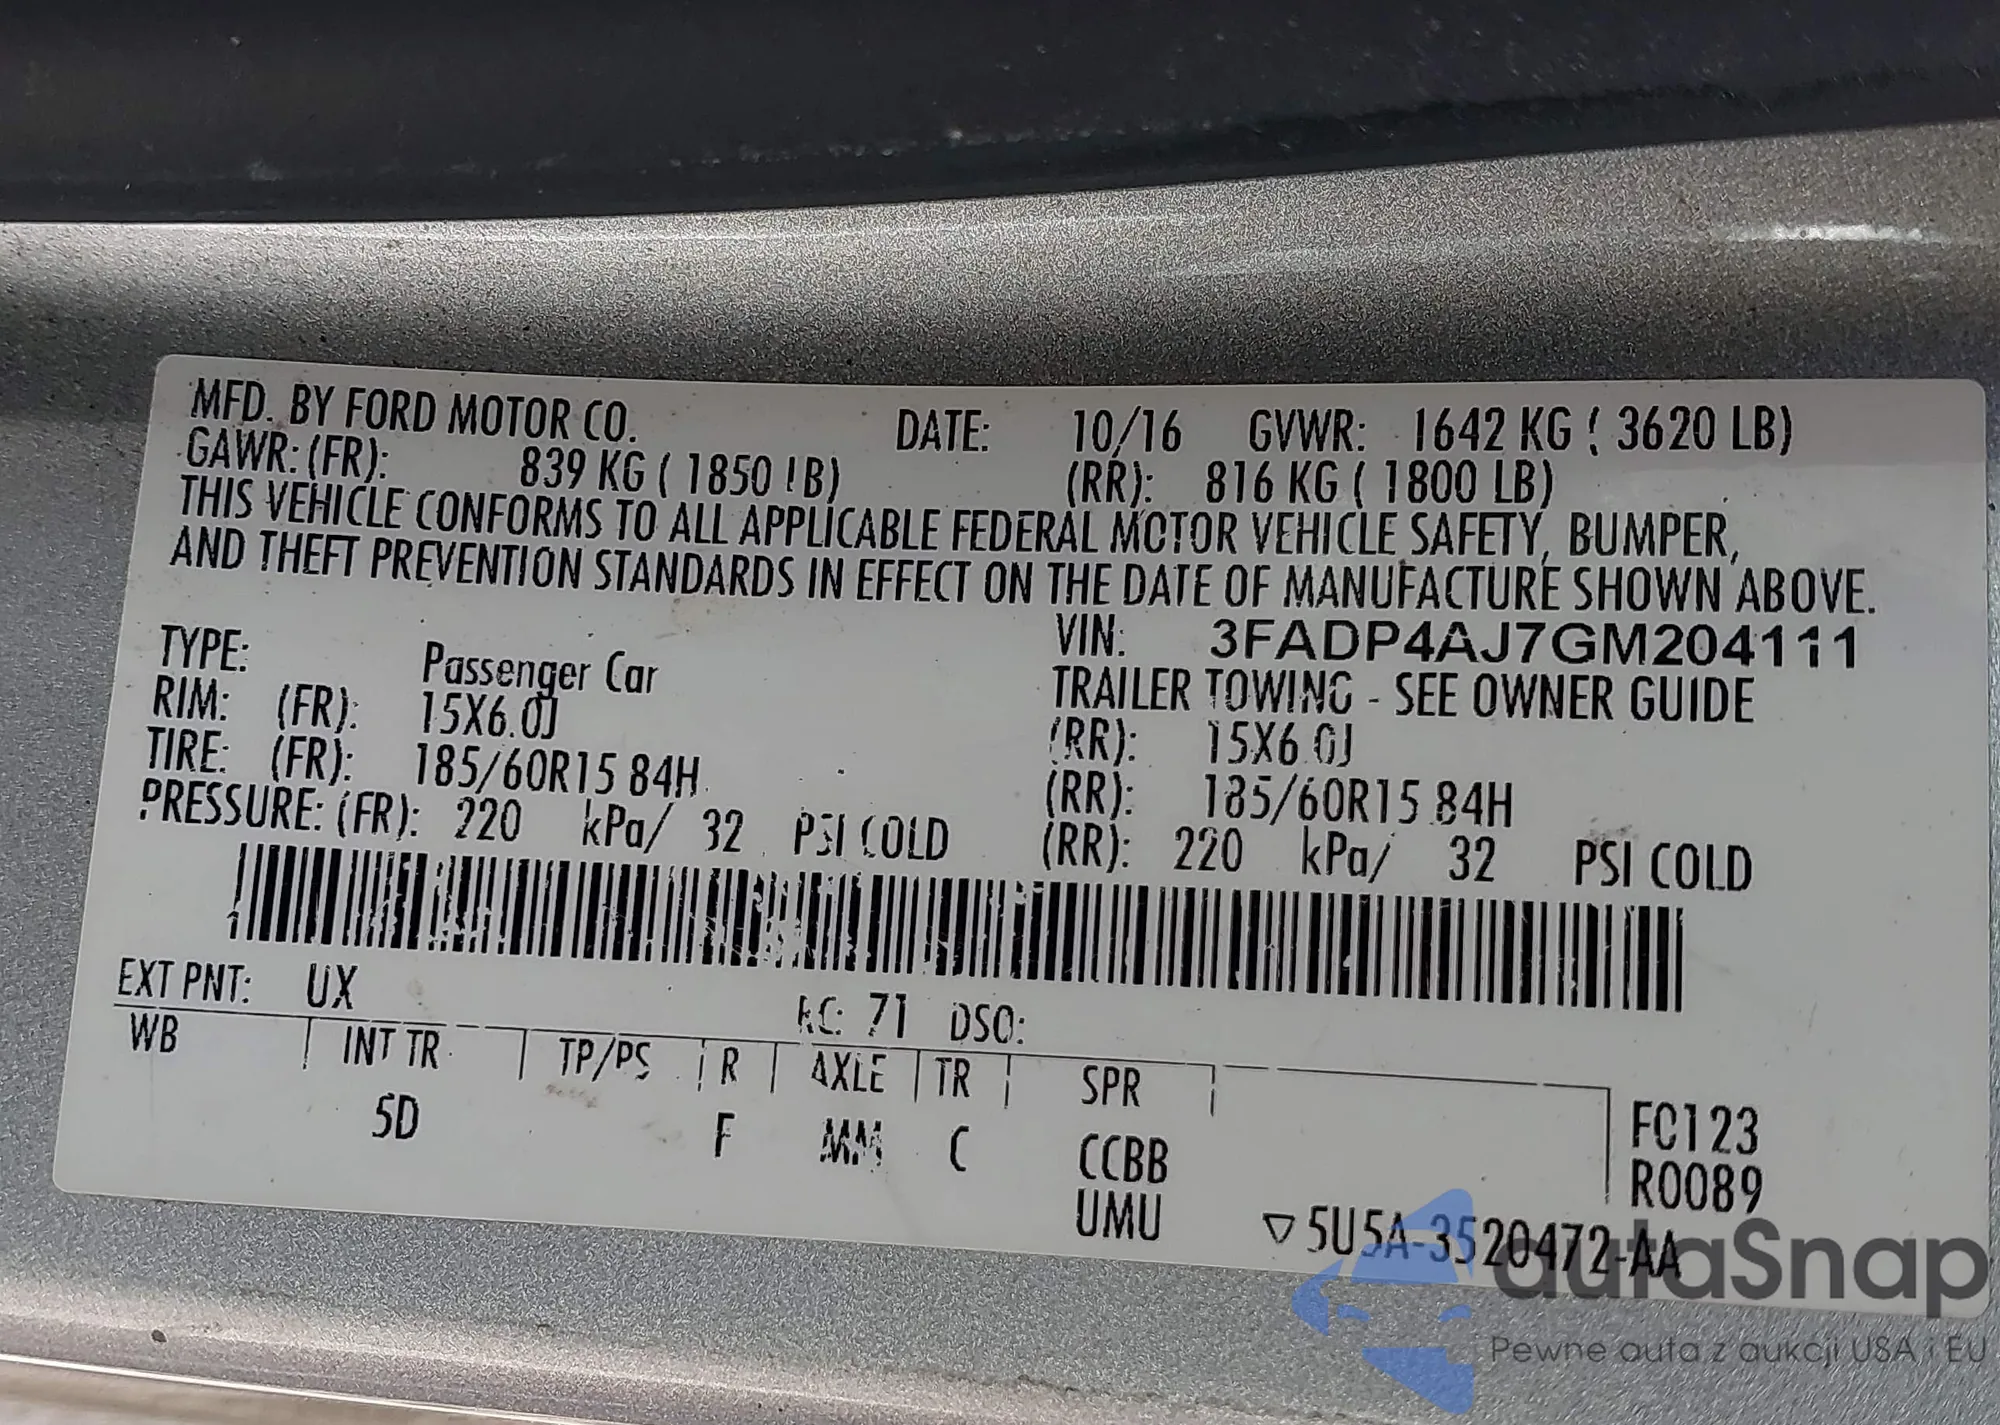 MFD. BY FORD MOTOR CO. DATE: 10/16 GVWR: 1642 KG ( 3620 LB)
GAWR: (FR): 839 KG ( 1850 LB) (RR): 816 KG ( 1800 LB)
THIS VEHICLE CONFORMS TO ALL APPLICABLE FEDERAL MOTOR VEHICLE SAFETY, BUMPER,
AND THEFT PREVENTION STANDARDS IN EFFECT ON THE DATE OF MANUFACTURE SHOWN ABOVE.
VIN: 3FADP4AJ7GM204111
TYPE: Passenger Car TRAILER TOWING - SEE OWNER GUIDE
RIM: (FR): 15X6.0J (RR): 15X6.0J
TIRE: (FR): 185/60R15 84H (RR): 185/60R15 84H
PRESSURE: (FR): 220 kPa/ 32 PSI COLD (RR): 220 kPa/ 32 PSI COLD
EXT PNT: UX RC: 71 DSO:
WB INT TR TP/PS R AXLE TR SPR
5D F MM C CCBB
UMU
FC123
R0089
▽5U5A-3520472-AA
autaSnap
Pewne auta z aukcji USA i EU